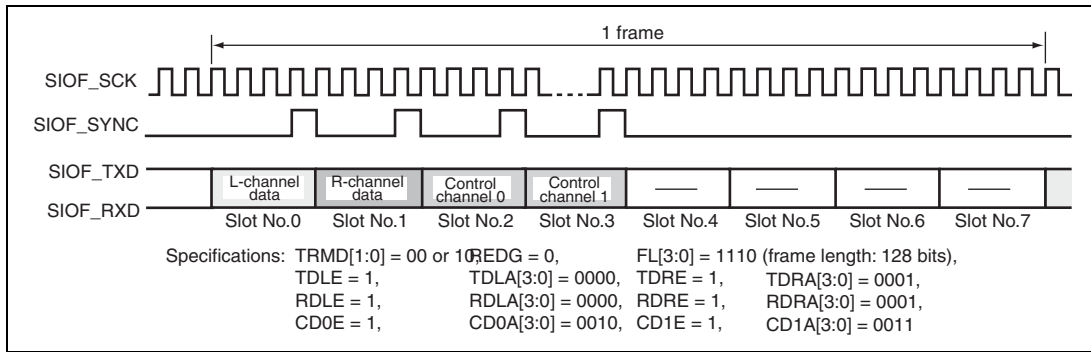 1 frame
SIOF_SCK
SIOF_SYNC
SIOF_TXD
SIOF_RXD
L-channel data
R-channel data
Control channel 0
Control channel 1
Slot No.0 Slot No.1 Slot No.2 Slot No.3 Slot No.4 Slot No.5 Slot No.6 Slot No.7
Specifications: TRMD[1:0] = 00 or 10, REDG = 0, FL[3:0] = 1110 (frame length: 128 bits),
TDLE = 1, TDLA[3:0] = 0000, TDRE = 1, TDRA[3:0] = 0001,
RDLE = 1, RDLA[3:0] = 0000, RDRE = 1, RDRA[3:0] = 0001,
CD0E = 1, CD0A[3:0] = 0010, CD1E = 1, CD1A[3:0] = 0011